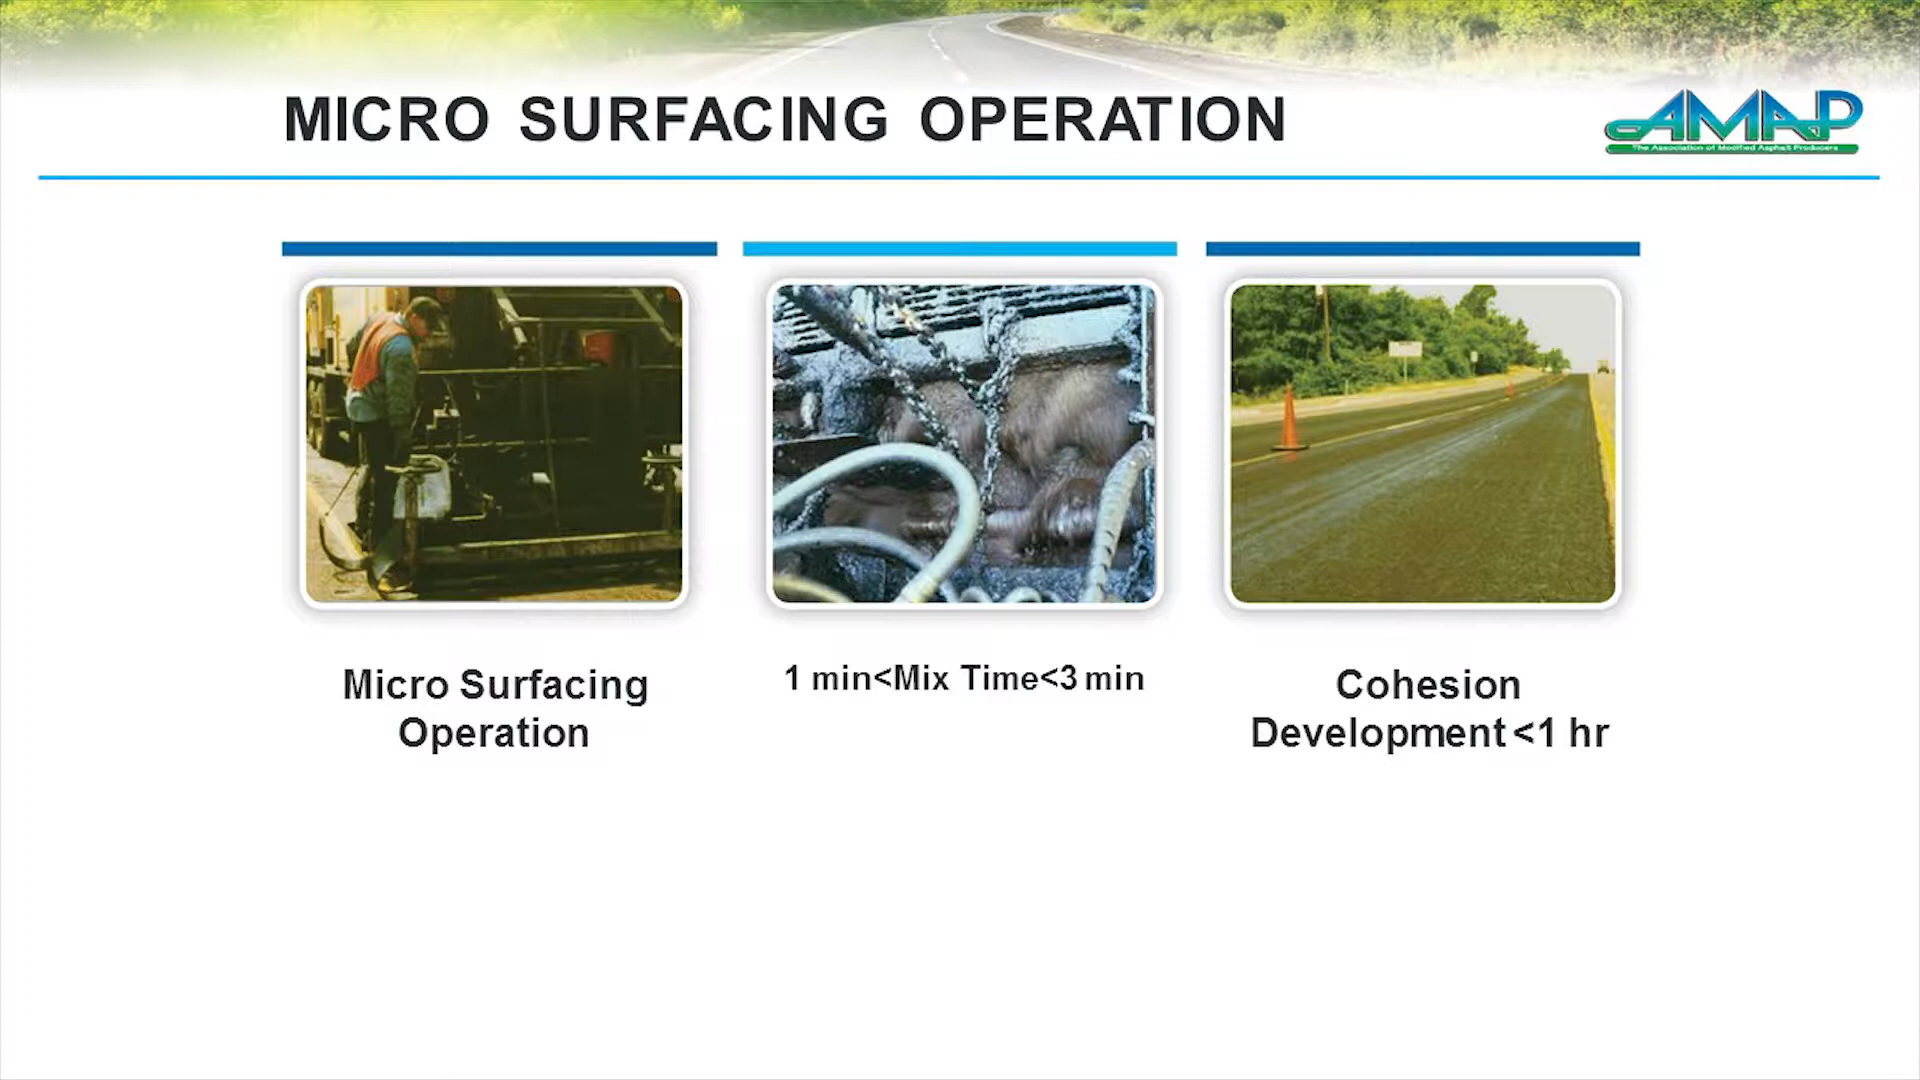 MICRO SURFACING OPERATION
AMAP
The Association of Modified Asphalt Producers
Micro Surfacing
Operation
1 min<Mix Time<3 min
Cohesion
Development <1 hr